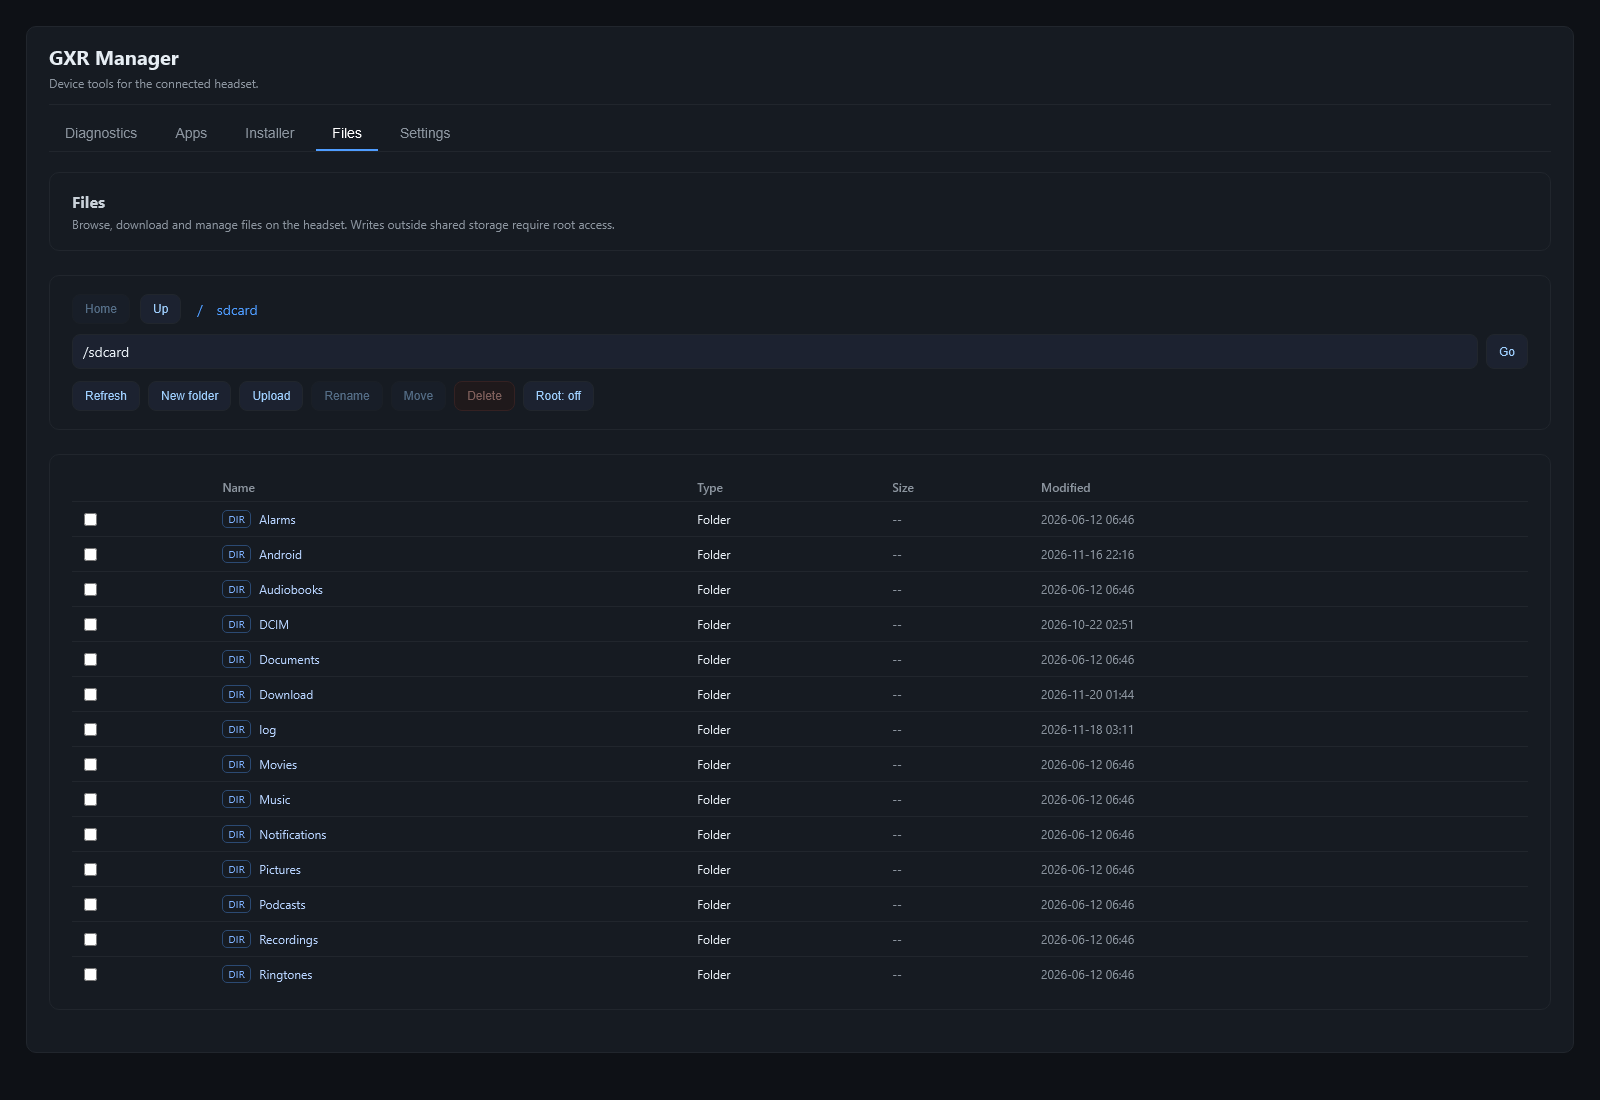 GXR Manager
Device tools for the connected headset.
Diagnostics Apps Installer Files Settings
Files
Browse, download and manage files on the headset. Writes outside shared storage require root access.
Home Up / sdcard
/sdcard Go
Refresh New folder Upload Rename Move Delete Root: off
Name Type Size Modified
DIR Alarms Folder -- 2026-06-12 06:46
DIR Android Folder -- 2026-11-16 22:16
DIR Audiobooks Folder -- 2026-06-12 06:46
DIR DCIM Folder -- 2026-10-22 02:51
DIR Documents Folder -- 2026-06-12 06:46
DIR Download Folder -- 2026-11-20 01:44
DIR log Folder -- 2026-11-18 03:11
DIR Movies Folder -- 2026-06-12 06:46
DIR Music Folder -- 2026-06-12 06:46
DIR Notifications Folder -- 2026-06-12 06:46
DIR Pictures Folder -- 2026-06-12 06:46
DIR Podcasts Folder -- 2026-06-12 06:46
DIR Recordings Folder -- 2026-06-12 06:46
DIR Ringtones Folder -- 2026-06-12 06:46